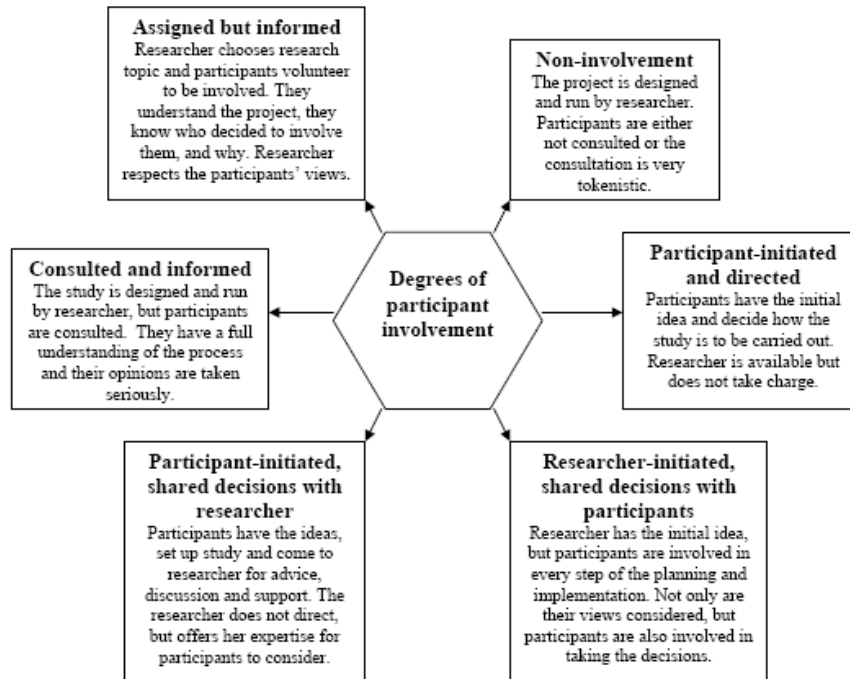 Assigned but informed
Researcher chooses research
topic and participants volunteer
to be involved. They
understand the project, they
know who decided to involve
them, and why. Researcher
respects the participants' views.
Non-involvement
The project is designed
and run by researcher.
Participants are either
not consulted or the
consultation is very
tokenistic.
Consulted and informed
The study is designed and run
by researcher, but participants
are consulted. They have a full
understanding of the process
and their opinions are taken
seriously.
Degrees of
participant
involvement
Participant-initiated
and directed
Participants have the initial
idea and decide how the
study is to be carried out.
Researcher is available but
does not take charge.
Participant-initiated,
shared decisions with
researcher
Participants have the ideas,
set up study and come to
researcher for advice,
discussion and support. The
researcher does not direct,
but offers her expertise for
participants to consider.
Researcher-initiated,
shared decisions with
participants
Researcher has the initial idea,
but participants are involved in
every step of the planning and
implementation. Not only are
their views considered, but
participants are also involved in
taking the decisions.